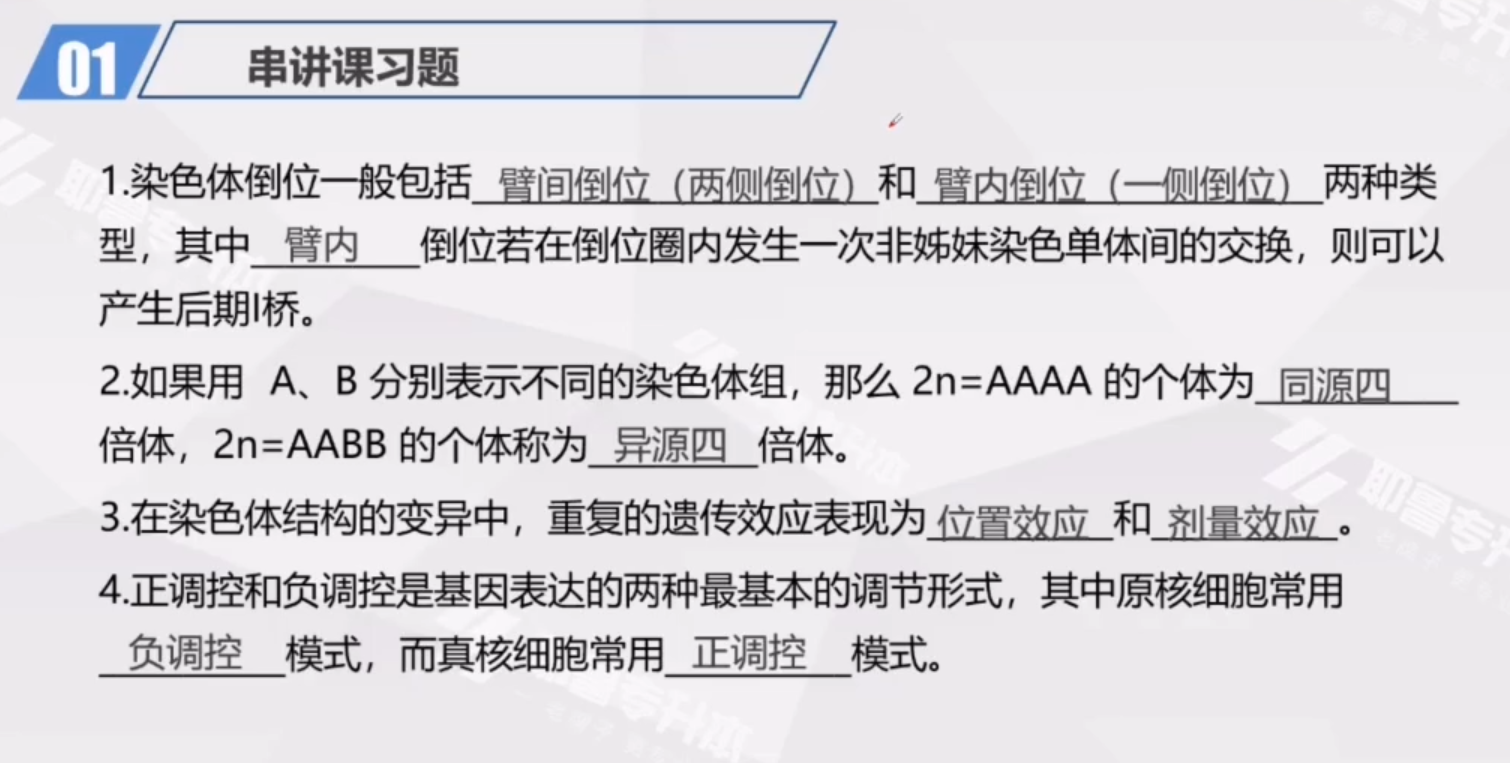 01 串讲课习题
1.染色体倒位一般包括 臂间倒位（两侧倒位）和 臂内倒位（一侧倒位）两种类
型，其中 臂内 倒位若在倒位圈内发生一次非姊妹染色单体间的交换，则可以
产生后期I桥。
2.如果用 A、B 分别表示不同的染色体组，那么 2n=AAAA 的个体为 同源四
倍体，2n=AABB 的个体称为 异源四 倍体。
3.在染色体结构的变异中，重复的遗传效应表现为 位置效应 和 剂量效应 。
4.正调控和负调控是基因表达的两种最基本的调节形式，其中原核细胞常用
负调控 模式，而真核细胞常用 正调控 模式。
耶鲁专升本